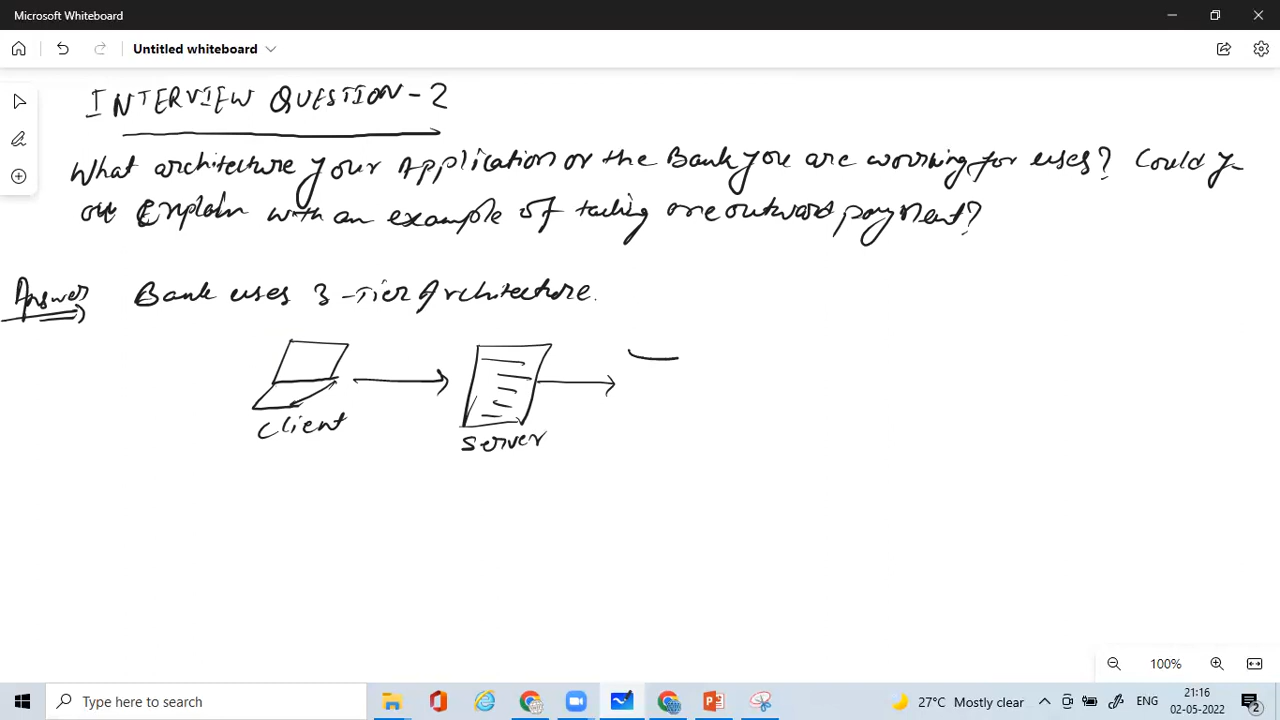 Microsoft Whiteboard
Untitled whiteboard
INTERVIEW QUESTION-2
What architecture your Application or the Bank you are working for uses? Could y-
ou Explain with an example of taking one outward payment?
Answer Bank uses 3-Tier Architecture.
Client
Server
100%
Type here to search
27°C Mostly clear
ENG
21:16
02-05-2022
2